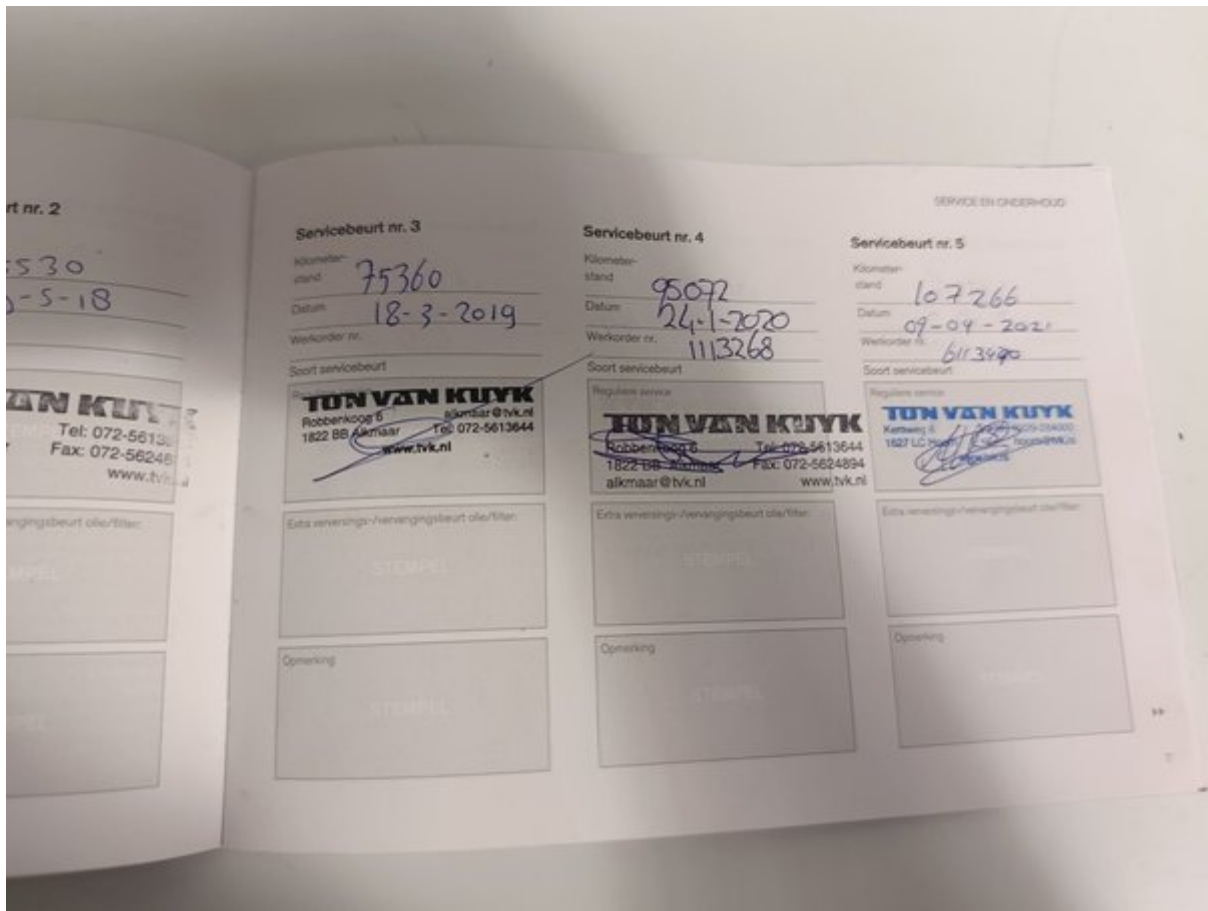 rt nr. 2
530
-5-18
VAN KUY
Tel: 072-5613
Fax: 072-56248
www.tv
SERVICE EN ONDERHOUD
Servicebeurt nr. 3
Kilometer-
stand 75360
Datum 18-3-2019
Werkorder nr.
Soort servicebeurt
TON VAN KUYK
Robbenkoog 6 alkmaar@tvk.nl
1822 BB Alkmaar Tel: 072-5613644
www.tvk.nl
Extra verversings-/vervangingsbeurt olie/filter:
STEMPEL
Opmerking
STEMPEL
Servicebeurt nr. 4
Kilometer-
stand 95072
Datum 24-1-2020
Werkorder nr. 1113268
Soort servicebeurt
Reguliere service
TON VAN KUYK
Robbenkoog 6 Tel: 072-5613644
1822 BB Alkmaar Fax: 072-5624894
alkmaar@tvk.nl www.tvk.nl
Extra verversings-/vervangingsbeurt olie/filter:
STEMPEL
Opmerking
STEMPEL
Servicebeurt nr. 5
Kilometer-
stand 107266
Datum 09-04-2021
Werkorder nr.
Soort servicebeurt
Reguliere service
TON VAN KUYK
1627 LC
Extra verversings-/vervangingsbeurt olie/filter:
Opmerking
STEMPEL